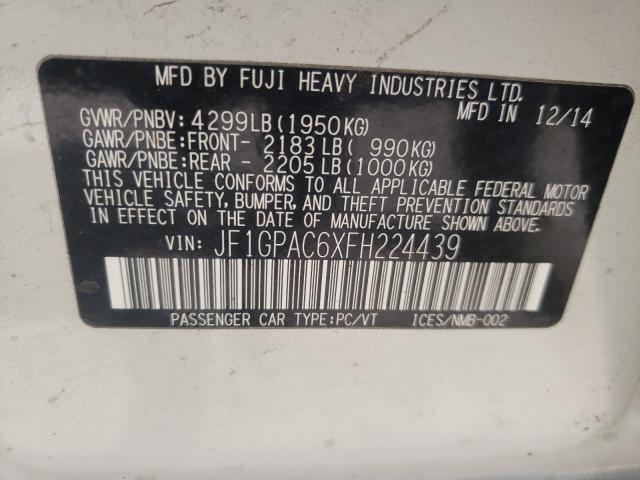 MFD BY FUJI HEAVY INDUSTRIES LTD.
MFD IN 12/14
GVWR/PNBV: 4299LB(1950KG)
GAWR/PNBE:FRONT- 2183LB( 990KG)
GAWR/PNBE:REAR - 2205LB(1000KG)
THIS VEHICLE CONFORMS TO ALL APPLICABLE FEDERAL MOTOR
VEHICLE SAFETY, BUMPER, AND THEFT PREVENTION STANDARDS
IN EFFECT ON THE DATE OF MANUFACTURE SHOWN ABOVE.
VIN: JF1GPAC6XFH224439
PASSENGER CAR TYPE:PC/VT ICES/NMB-002